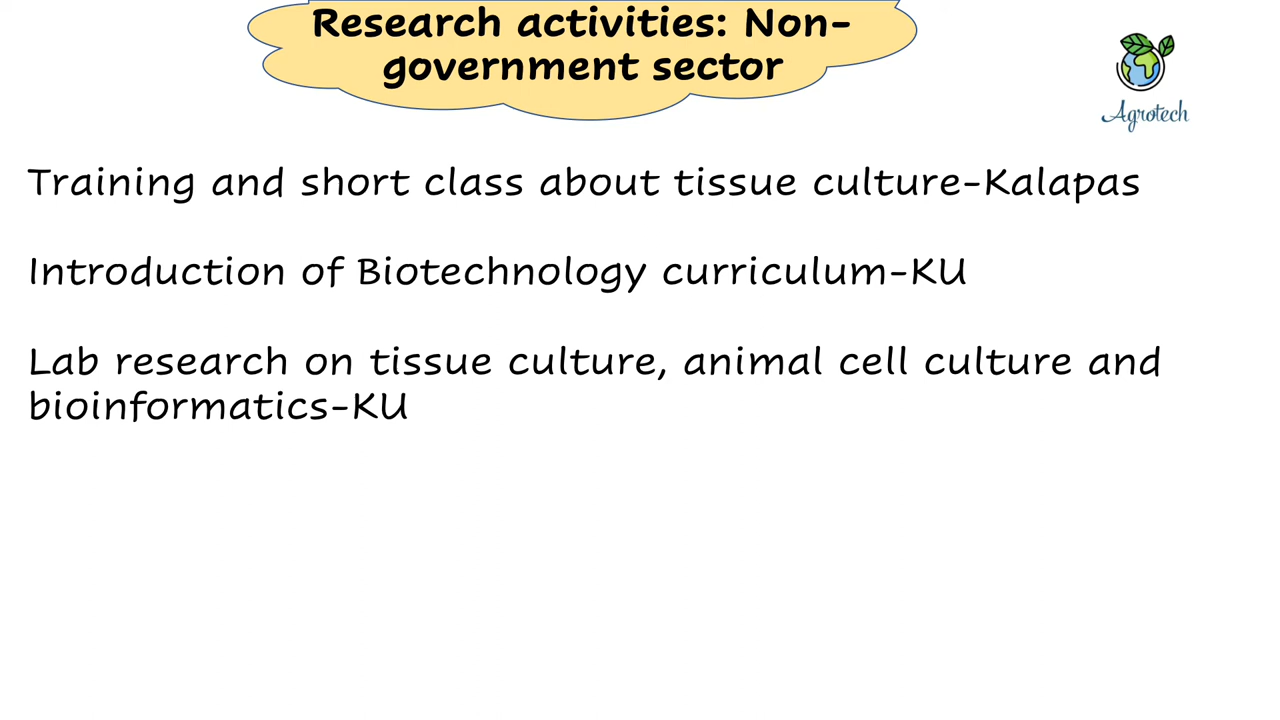 Research activities: Non-
government sector
Agrotech
Training and short class about tissue culture-Kalapas
Introduction of Biotechnology curriculum-KU
Lab research on tissue culture, animal cell culture and
bioinformatics-KU